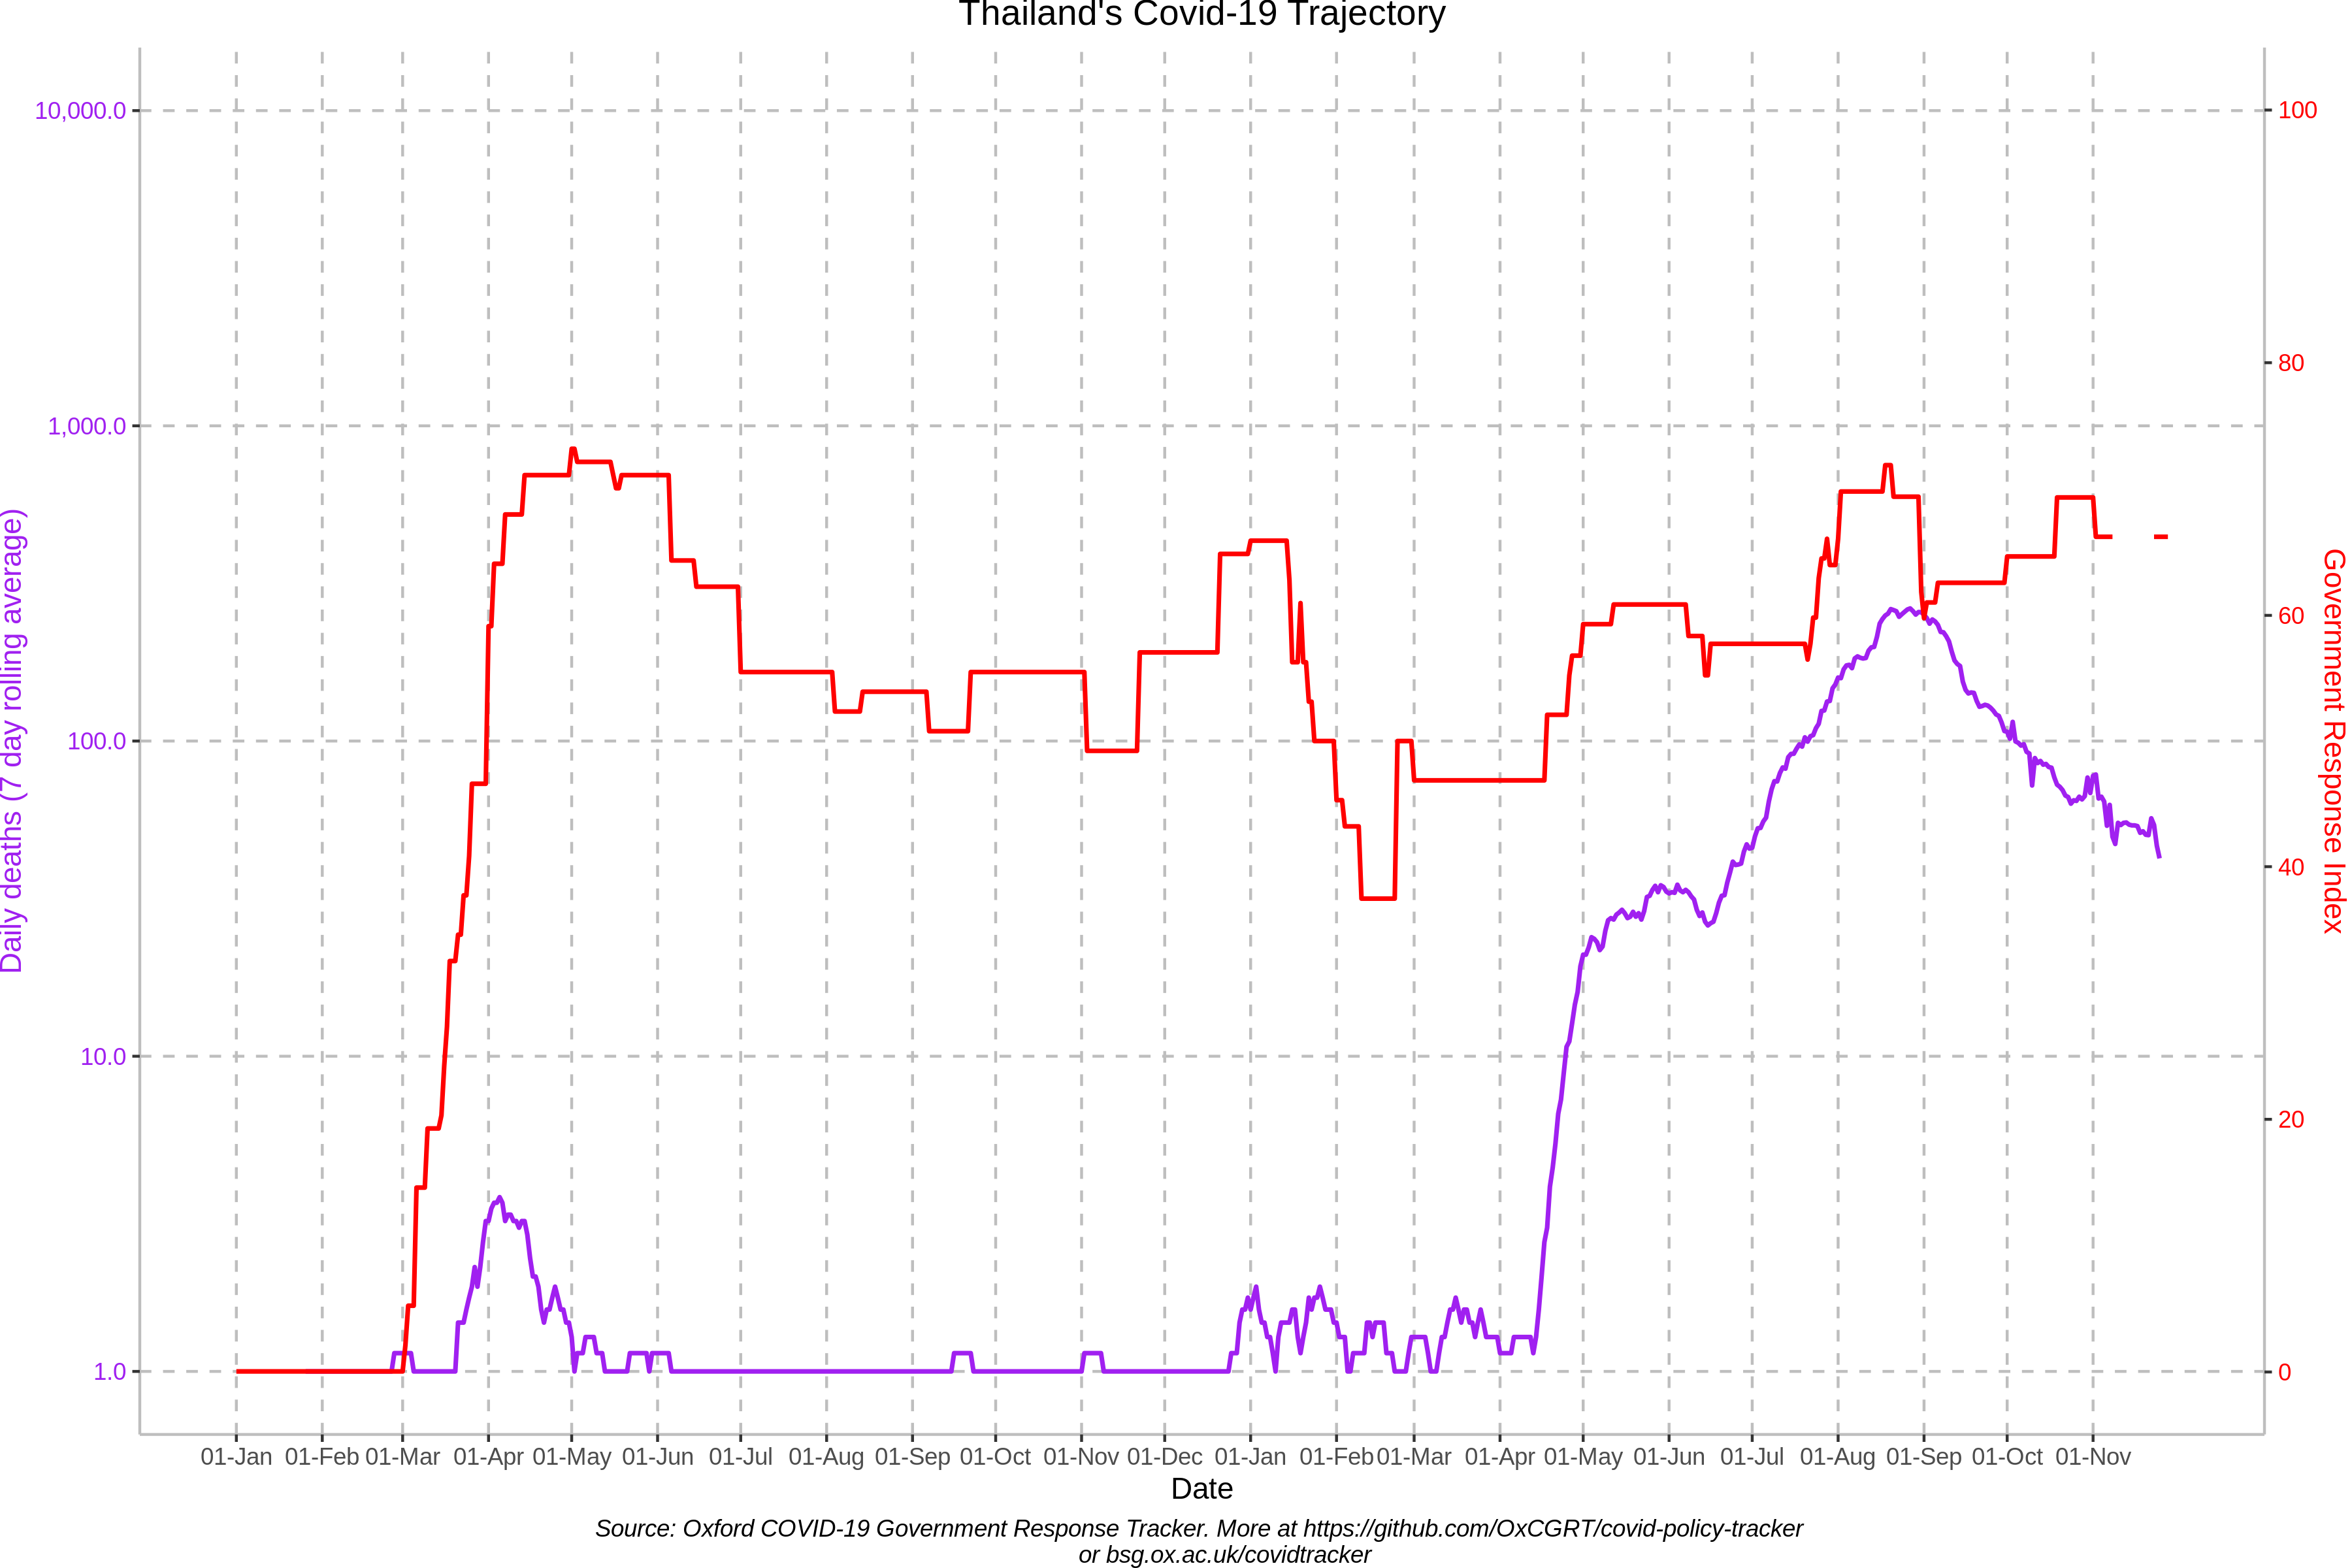 Thailand's Covid-19 Trajectory
10,000.0
1,000.0
100.0
10.0
1.0
Daily deaths (7 day rolling average)
100
80
60
40
20
0
Government Response Index
01-Jan 01-Feb 01-Mar 01-Apr 01-May 01-Jun 01-Jul 01-Aug 01-Sep 01-Oct 01-Nov 01-Dec 01-Jan 01-Feb 01-Mar 01-Apr 01-May 01-Jun 01-Jul 01-Aug 01-Sep 01-Oct 01-Nov
Date
Source: Oxford COVID-19 Government Response Tracker. More at https://github.com/OxCGRT/covid-policy-tracker
or bsg.ox.ac.uk/covidtracker